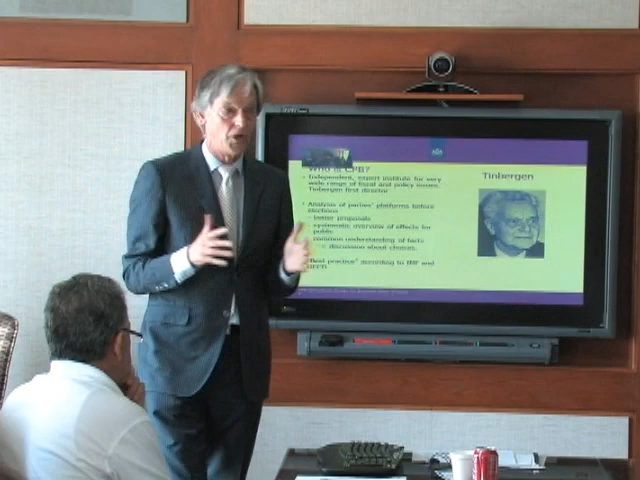 Who is CPB?
Tinbergen
• Independent, expert institute for very
wide range of fiscal and policy issues.
Tinbergen first director
• Analysis of parties' platforms before
elections
– better proposals
– systematic overview of effects for
public
– common understanding of facts
discussion about choices.
"Best practice" according to IMF and